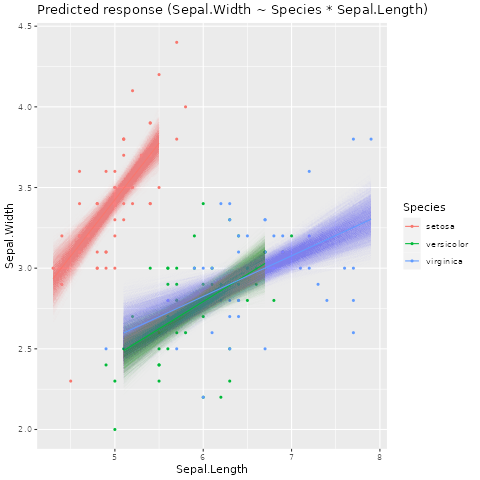 Predicted response (Sepal.Width ~ Species * Sepal.Length)
4.5
4.0
3.5
3.0
2.5
2.0
Sepal.Width
5
6
7
8
Sepal.Length
Species
setosa
versicolor
virginica